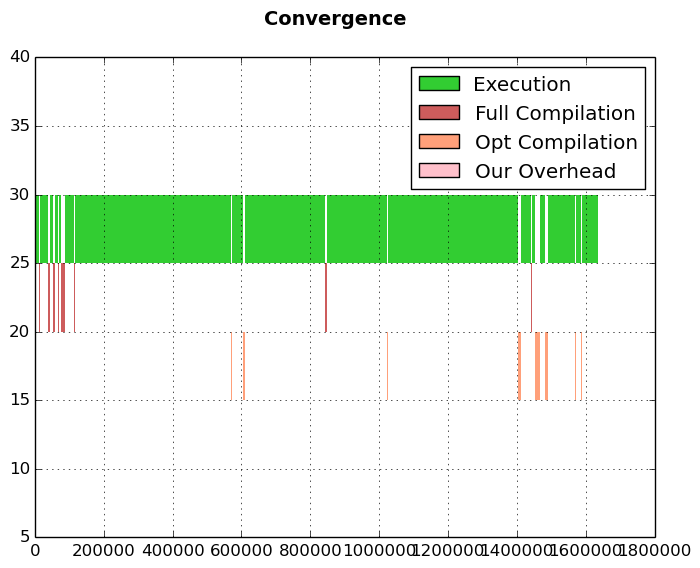 Convergence
40
35
30
25
20
15
10
5
Execution
Full Compilation
Opt Compilation
Our Overhead
0 200000 400000 600000 800000 1000000 1200000 1400000 1600000 1800000